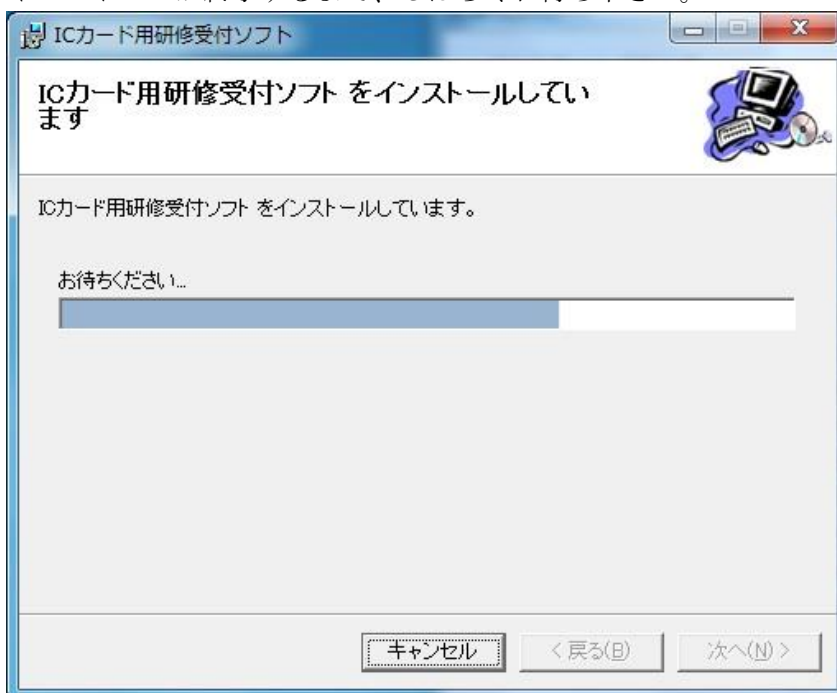 ICカード用研修受付ソフト
ICカード用研修受付ソフト をインストールしてい
ます
ICカード用研修受付ソフト をインストールしています。
お待ちください...
キャンセル
< 戻る(B)
次へ(N) >